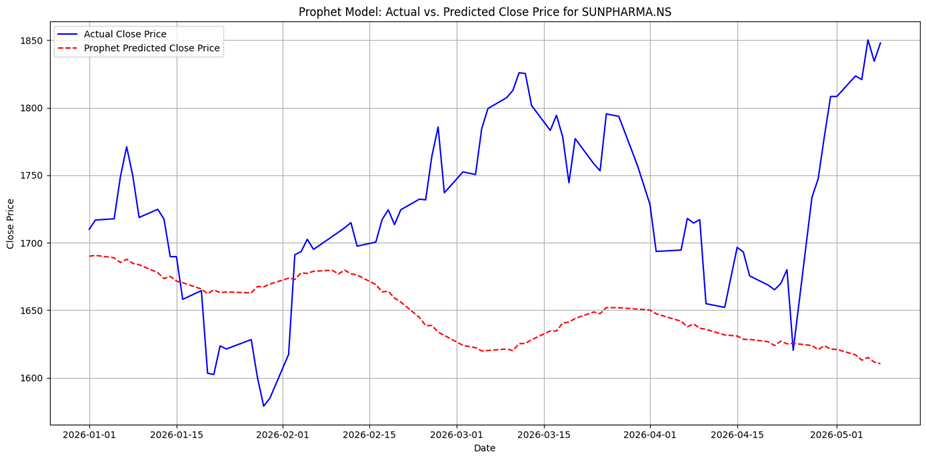 Prophet Model: Actual vs. Predicted Close Price for SUNPHARMA.NS
Actual Close Price
Prophet Predicted Close Price
Close Price
1850
1800
1750
1700
1650
1600
2026-01-01 2026-01-15 2026-02-01 2026-02-15 2026-03-01 2026-03-15 2026-04-01 2026-04-15 2026-05-01
Date